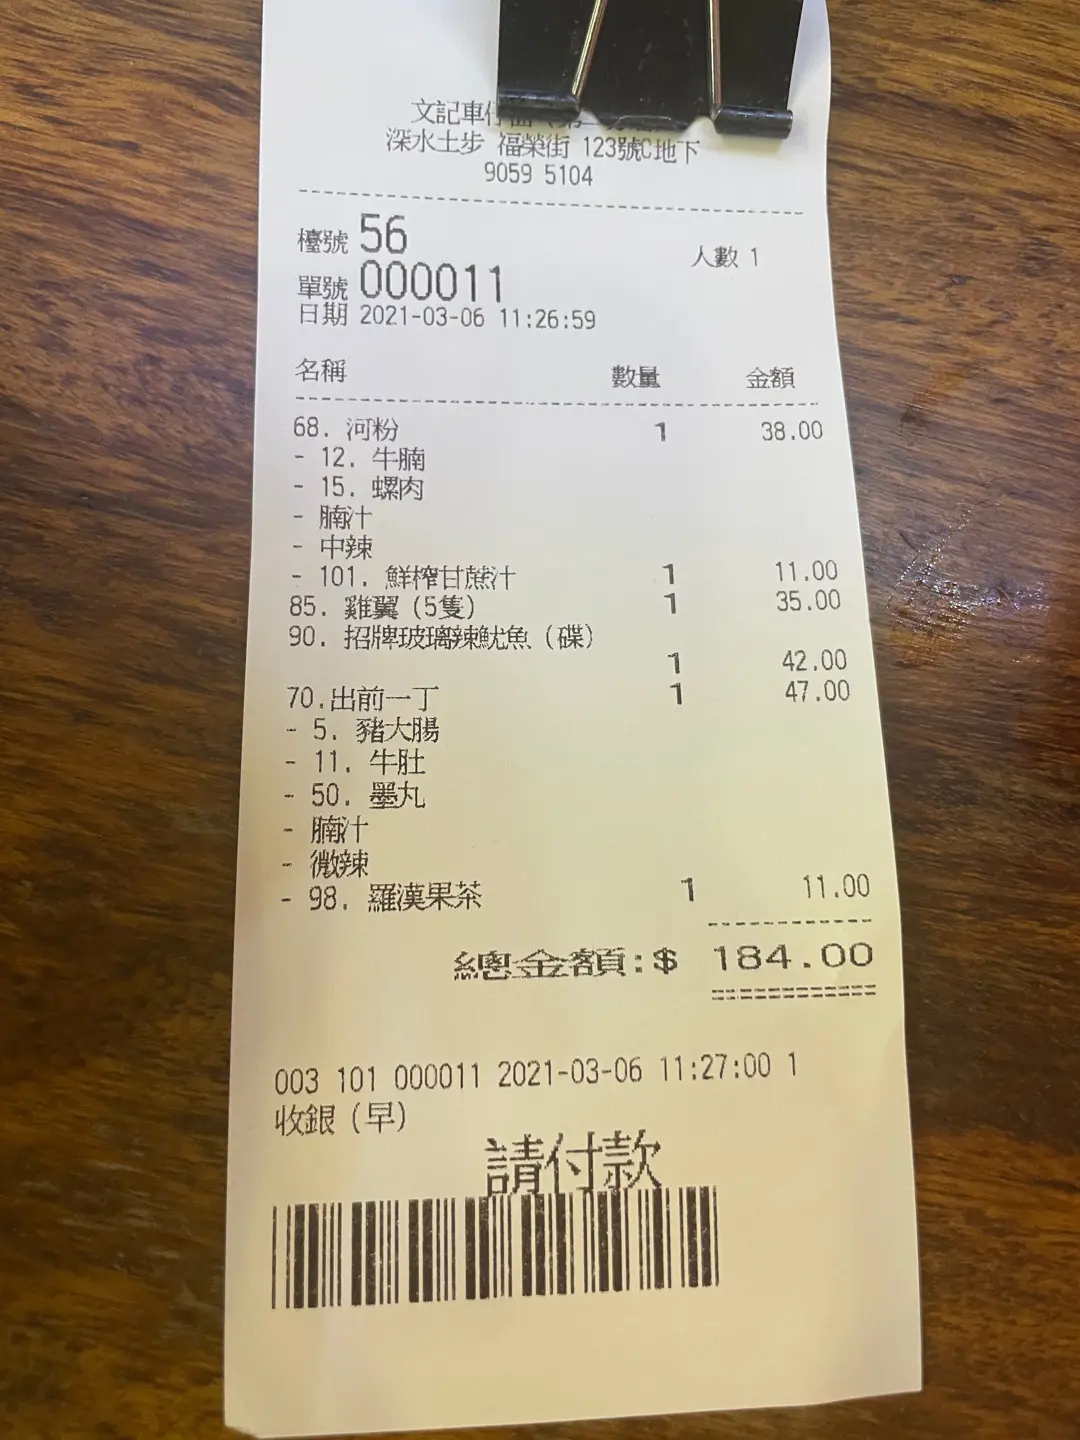 文記車仔
深水土步 福榮街 123號C地下
9059 5104
檯號 56
人數 1
單號 000011
日期 2021-03-06 11:26:59
名稱 數量 金額
68. 河粉 1 38.00
- 12. 牛腩
- 15. 螺肉
- 腩汁
- 中辣
- 101. 鮮榨甘蔗汁 1 11.00
85. 雞翼 (5隻) 1 35.00
90. 招牌玻璃辣魷魚 (碟)
1 42.00
70.出前一丁 1 47.00
- 5. 豬大腸
- 11. 牛肚
- 50. 墨丸
- 腩汁
- 微辣
- 98. 羅漢果茶 1 11.00
總金額:$ 184.00
003 101 000011 2021-03-06 11:27:00 1
收銀 (早)
請付款